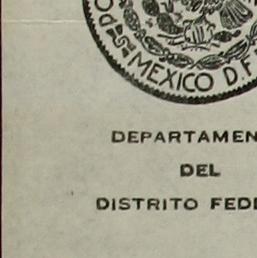 MEXICO D.F.
DEPARTAMEN
DEL
DISTRITO FED